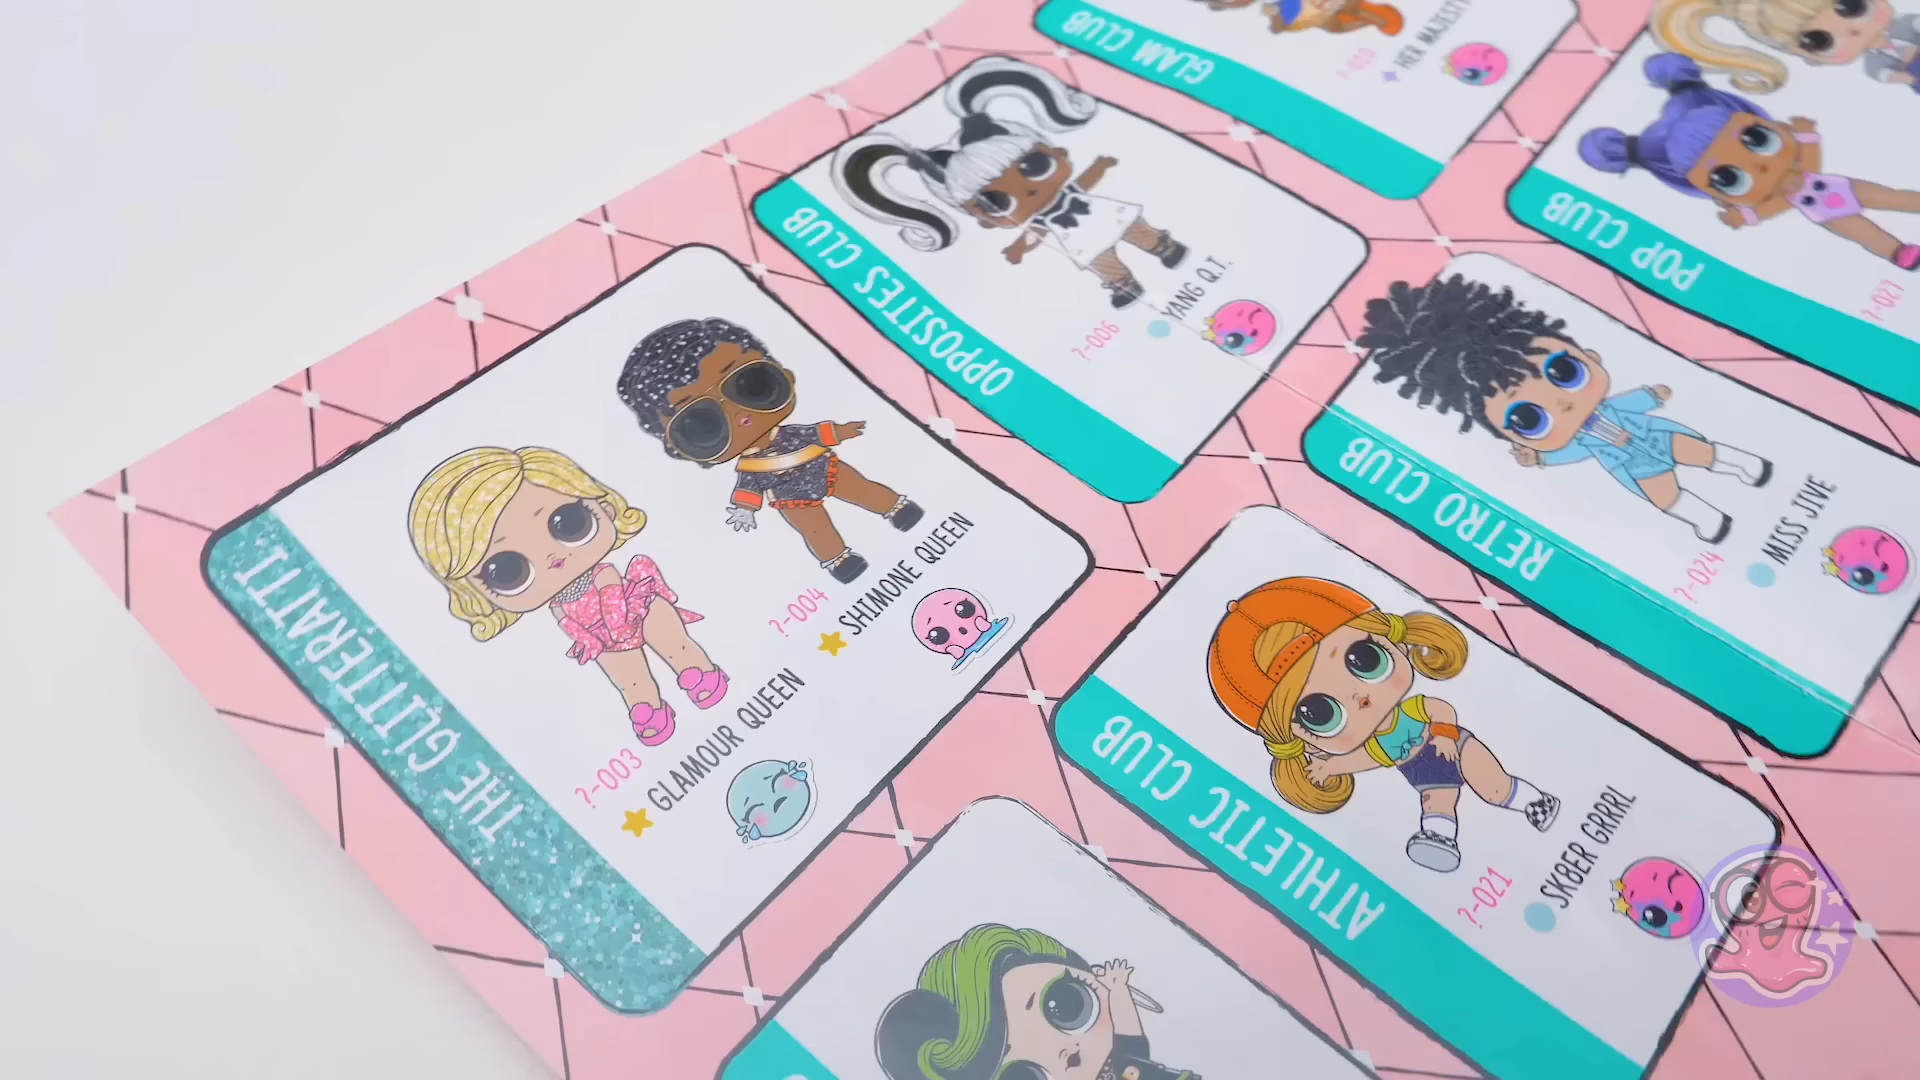 GLAM CLUB
?-010
HER MAJESTY
OPPOSITES CLUB
?-006
YANG Q.T.
POP CLUB
?-027
RETRO CLUB
?-024
MISS JIVE
THE GLITTERATTI
?-003
GLAMOUR QUEEN
?-004
SHIMONE QUEEN
ATHLETIC CLUB
?-021
SK8ER GRRRL